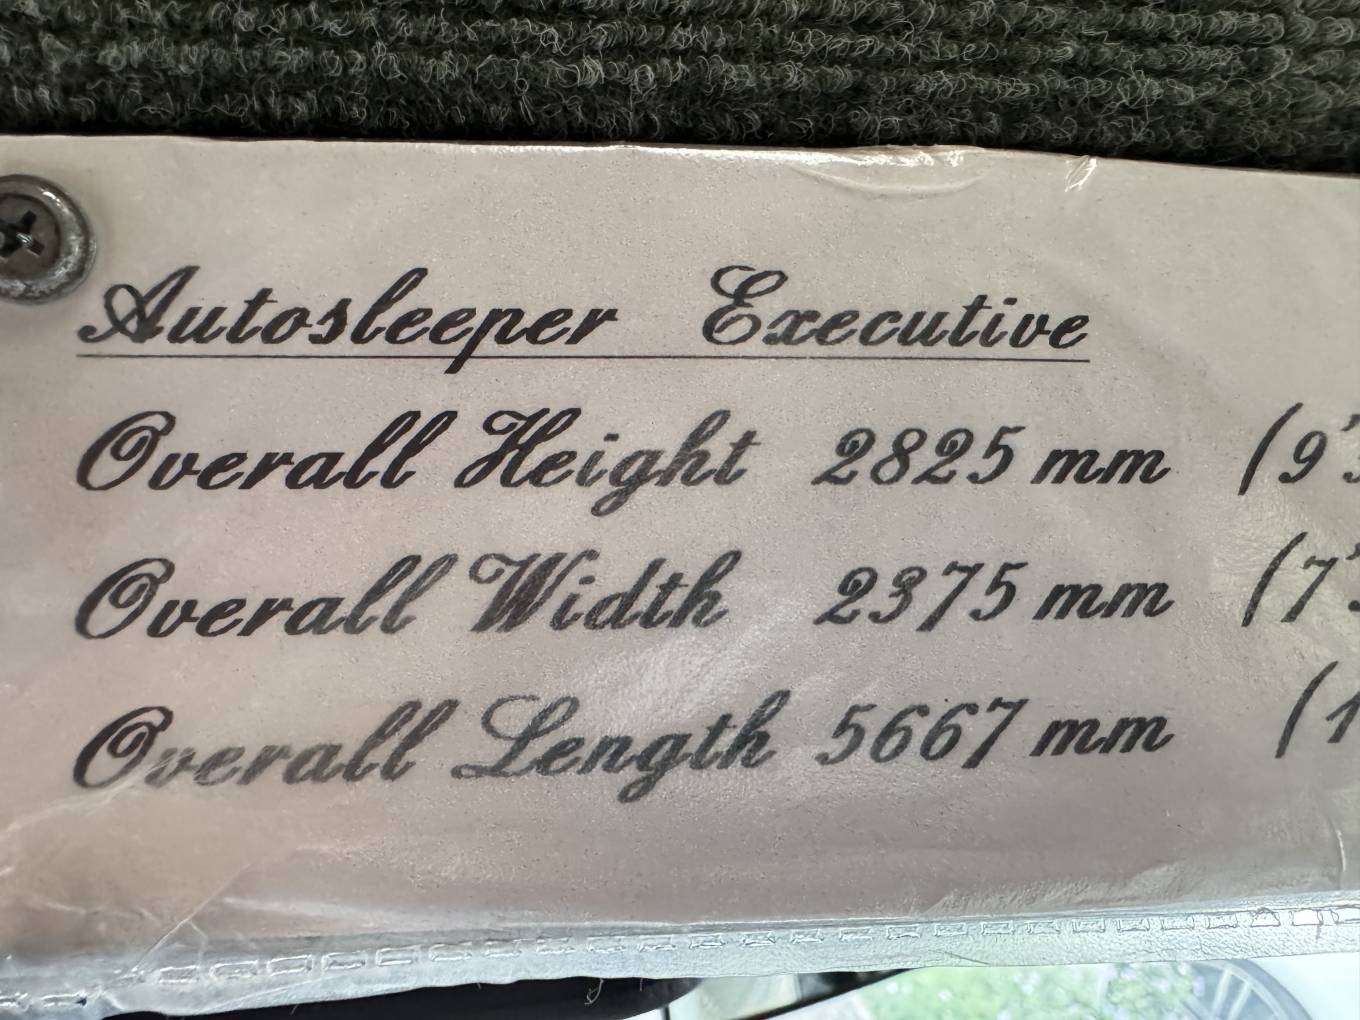 Autosleeper Executive
Overall Height 2825 mm (9'
Overall Width 2375 mm (7'
Overall Length 5667 mm (1